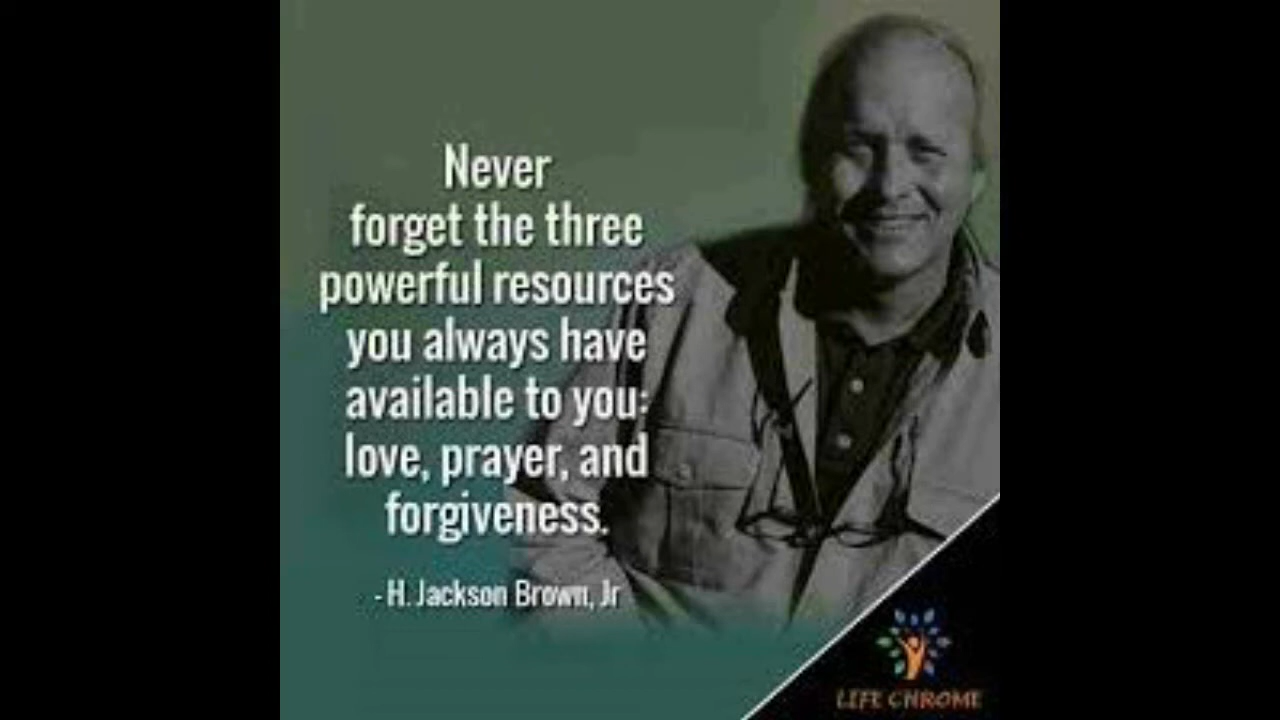 Never
forget the three
powerful resources
you always have
available to you:
love, prayer, and
forgiveness.
- H. Jackson Brown, Jr
LIFE CHROME